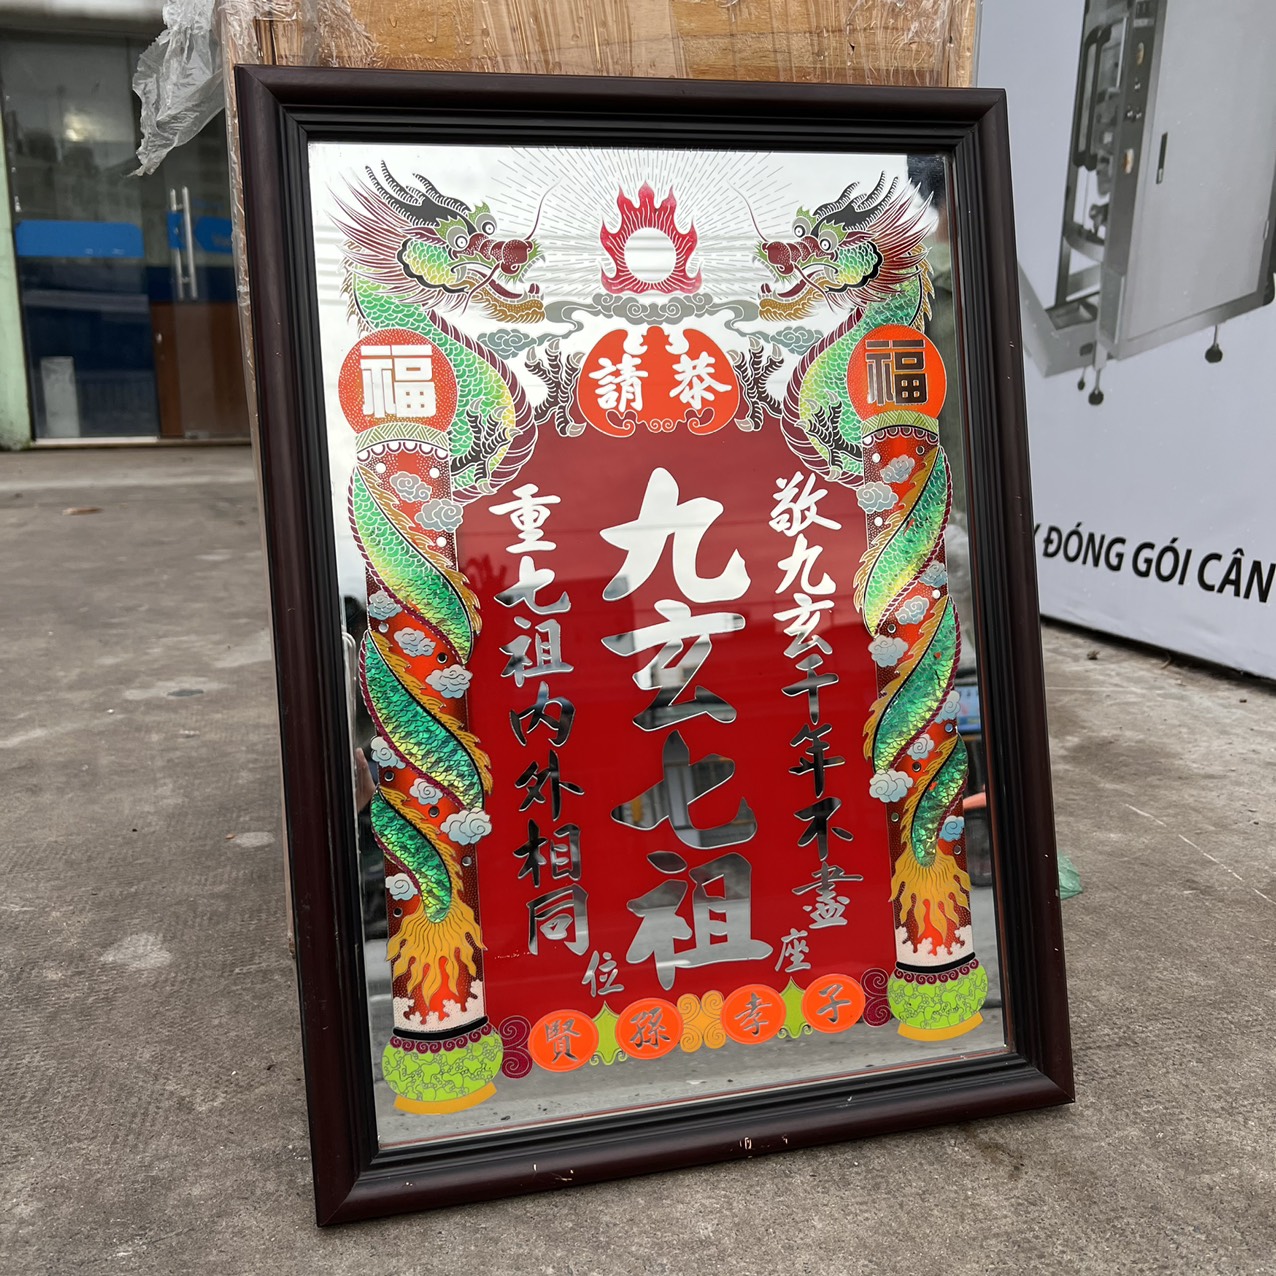 恭請
福
福
敬九玄千年不盡
九玄七祖
重七祖內外相同
座
位
子孝孫賢
ĐÓNG GÓI CÂN